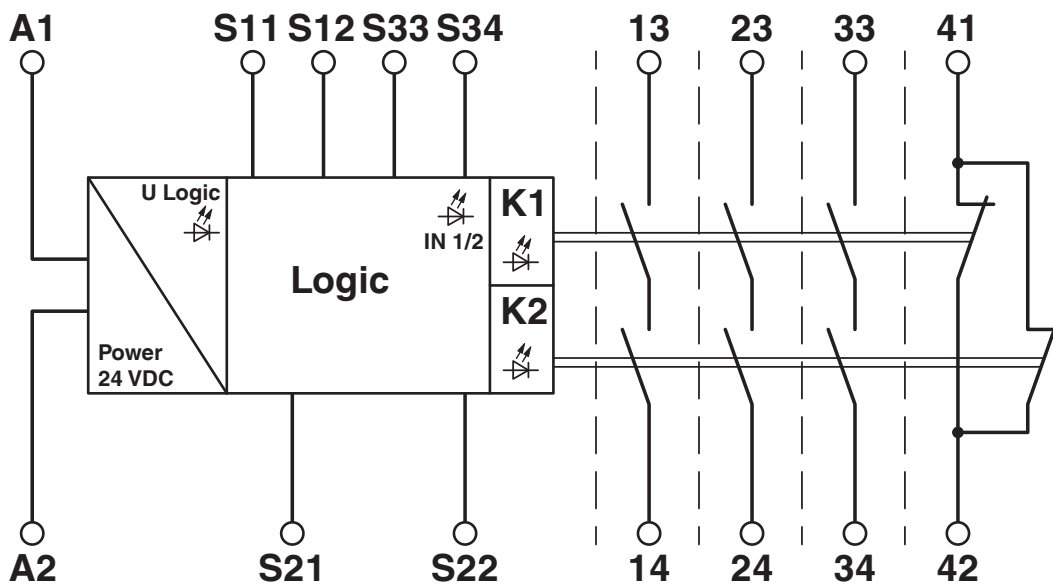 A1 S11 S12 S33 S34 13 23 33 41
U Logic
K1
IN 1/2
Logic
K2
Power
24 VDC
A2 S21 S22 14 24 34 42